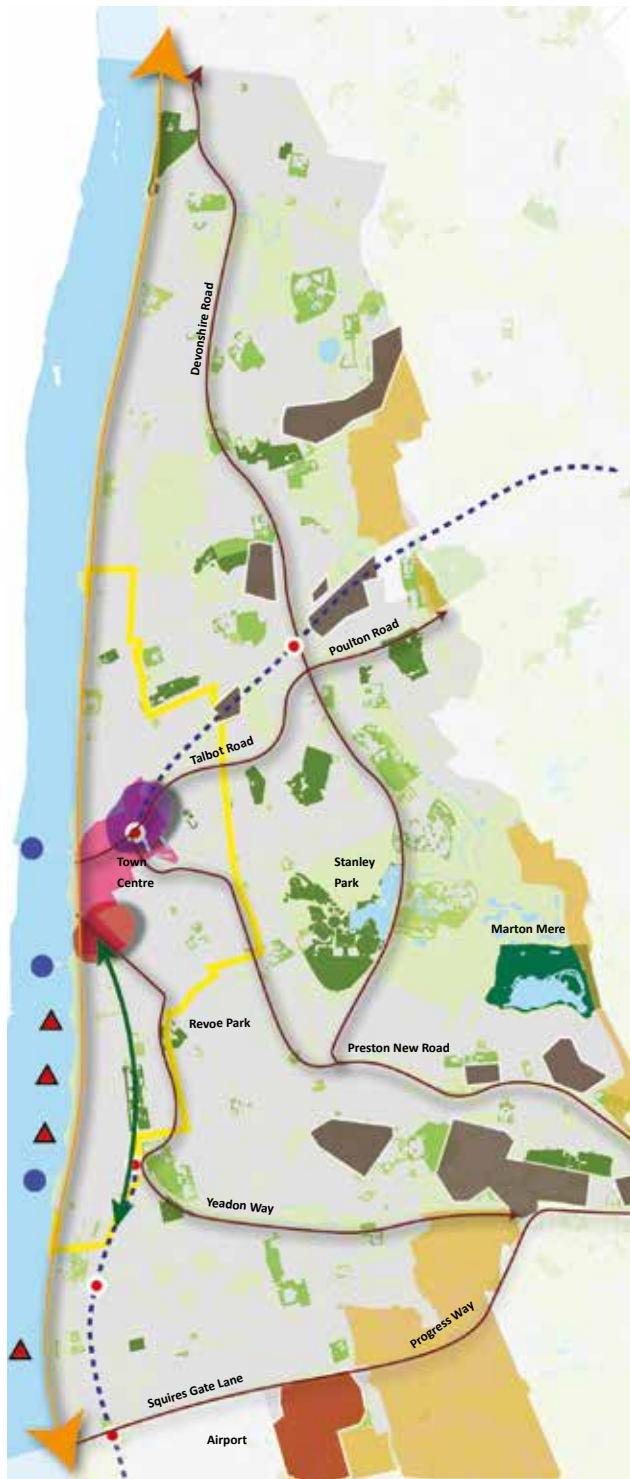 Devonshire Road
Poulton Road
Talbot Road
Town
Centre
Stanley
Park
Marton Mere
Revoe Park
Preston New Road
Yeadon Way
Progress Way
Squires Gate Lane
Airport